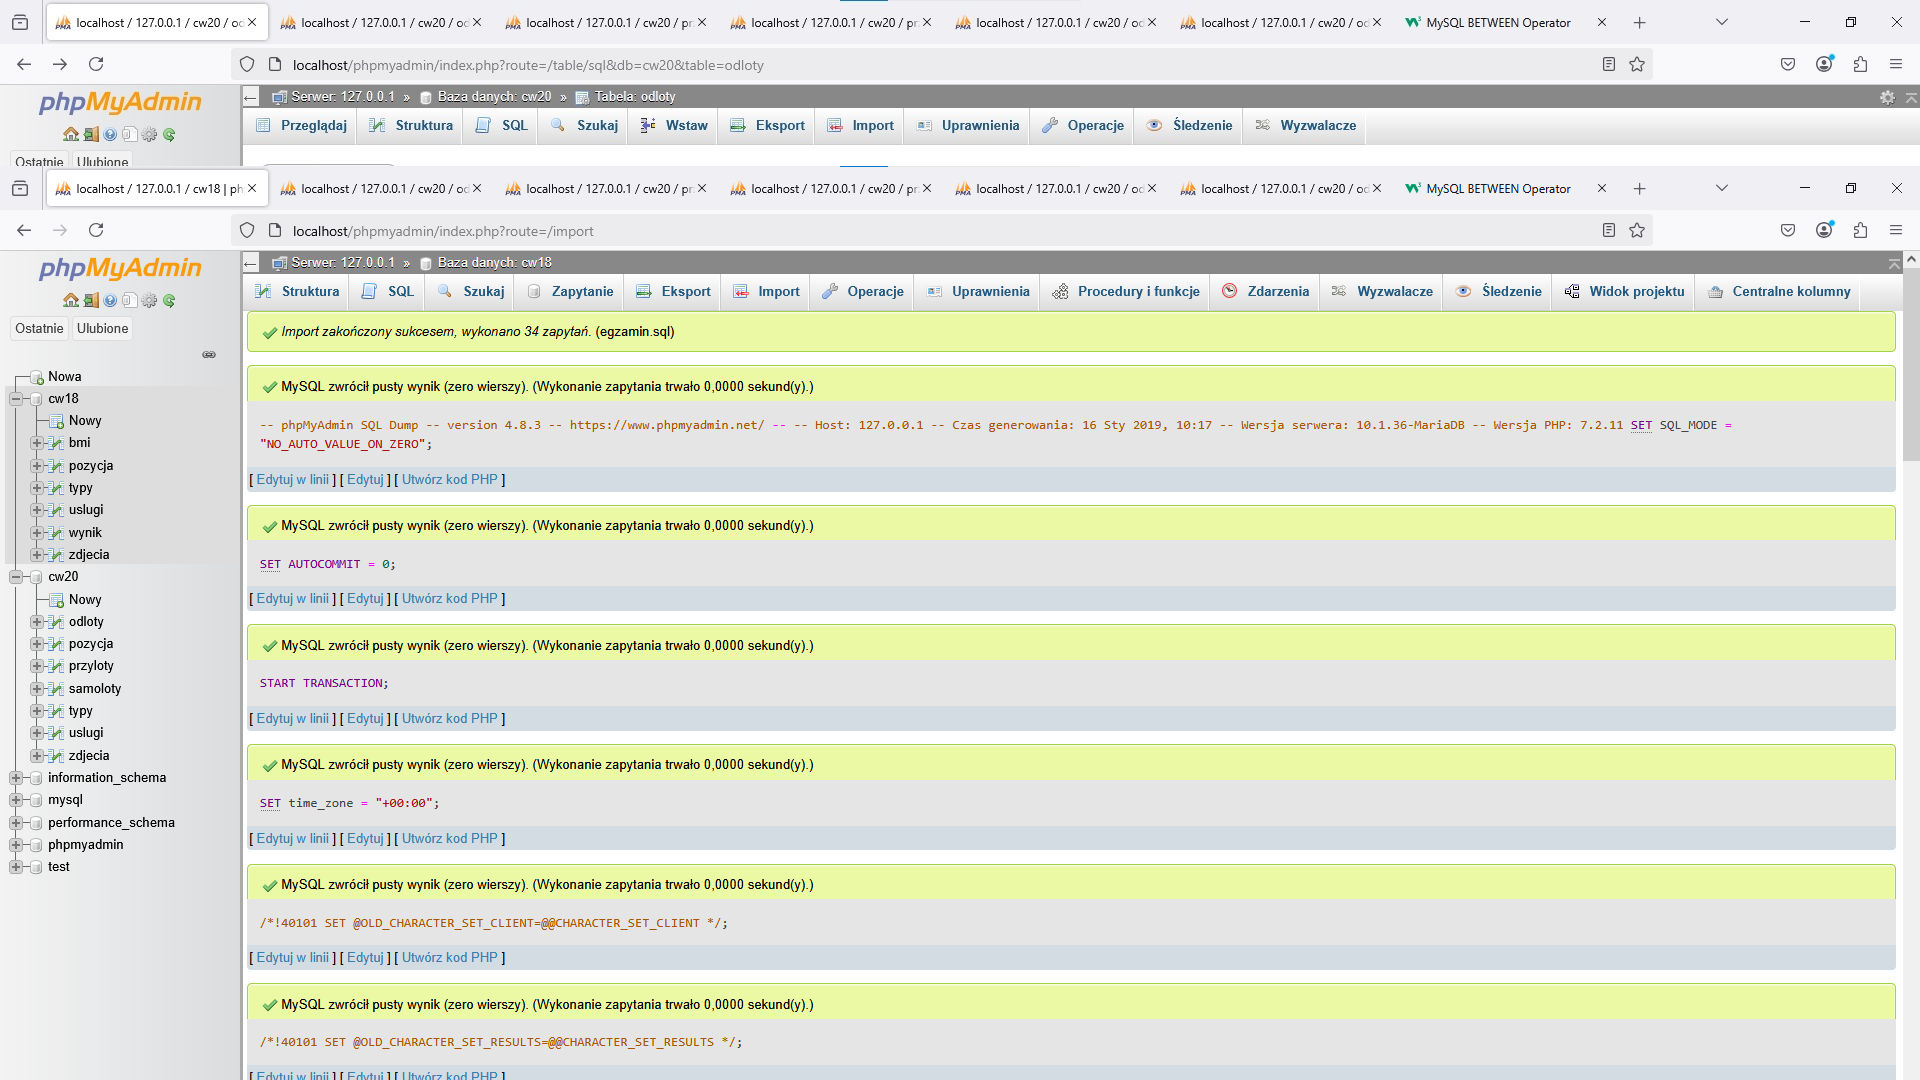 localhost / 127.0.0.1 / cw20 / od
localhost / 127.0.0.1 / cw20 / od
localhost / 127.0.0.1 / cw20 / pr
localhost / 127.0.0.1 / cw20 / pr
localhost / 127.0.0.1 / cw20 / od
localhost / 127.0.0.1 / cw20 / od
MySQL BETWEEN Operator
localhost/phpmyadmin/index.php?route=/table/sql&db=cw20&table=odloty
phpMyAdmin
Serwer: 127.0.0.1 » Baza danych: cw20 » Tabela: odloty
Przeglądaj Struktura SQL Szukaj Wstaw Eksport Import Uprawnienia Operacje Śledzenie Wyzwalacze
Ostatnie Ulubione
localhost / 127.0.0.1 / cw18 | ph
localhost / 127.0.0.1 / cw20 / od
localhost / 127.0.0.1 / cw20 / pr
localhost / 127.0.0.1 / cw20 / pr
localhost / 127.0.0.1 / cw20 / od
localhost / 127.0.0.1 / cw20 / od
MySQL BETWEEN Operator
localhost/phpmyadmin/index.php?route=/import
phpMyAdmin
Serwer: 127.0.0.1 » Baza danych: cw18
Struktura SQL Szukaj Zapytanie Eksport Import Operacje Uprawnienia Procedury i funkcje Zdarzenia Wyzwalacze Śledzenie Widok projektu Centralne kolumny
Ostatnie Ulubione
Nowa
cw18
Nowy
bmi
pozycja
typy
uslugi
wynik
zdjecia
cw20
Nowy
odloty
pozycja
przyloty
samoloty
typy
uslugi
zdjecia
information_schema
mysql
performance_schema
phpmyadmin
test
Import zakończony sukcesem, wykonano 34 zapytań. (egzamin.sql)
MySQL zwrócił pusty wynik (zero wierszy). (Wykonanie zapytania trwało 0,0000 sekund(y).)
-- phpMyAdmin SQL Dump -- version 4.8.3 -- https://www.phpmyadmin.net/ -- -- Host: 127.0.0.1 -- Czas generowania: 16 Sty 2019, 10:17 -- Wersja serwera: 10.1.36-MariaDB -- Wersja PHP: 7.2.11 SET SQL_MODE =
"NO_AUTO_VALUE_ON_ZERO";
[ Edytuj w linii ] [ Edytuj ] [ Utwórz kod PHP ]
MySQL zwrócił pusty wynik (zero wierszy). (Wykonanie zapytania trwało 0,0000 sekund(y).)
SET AUTOCOMMIT = 0;
[ Edytuj w linii ] [ Edytuj ] [ Utwórz kod PHP ]
MySQL zwrócił pusty wynik (zero wierszy). (Wykonanie zapytania trwało 0,0000 sekund(y).)
START TRANSACTION;
[ Edytuj w linii ] [ Edytuj ] [ Utwórz kod PHP ]
MySQL zwrócił pusty wynik (zero wierszy). (Wykonanie zapytania trwało 0,0000 sekund(y).)
SET time_zone = "+00:00";
[ Edytuj w linii ] [ Edytuj ] [ Utwórz kod PHP ]
MySQL zwrócił pusty wynik (zero wierszy). (Wykonanie zapytania trwało 0,0000 sekund(y).)
/*!40101 SET @OLD_CHARACTER_SET_CLIENT=@@CHARACTER_SET_CLIENT */;
[ Edytuj w linii ] [ Edytuj ] [ Utwórz kod PHP ]
MySQL zwrócił pusty wynik (zero wierszy). (Wykonanie zapytania trwało 0,0000 sekund(y).)
/*!40101 SET @OLD_CHARACTER_SET_RESULTS=@@CHARACTER_SET_RESULTS */;
[ Edytuj w linii ] [ Edytuj ] [ Utwórz kod PHP ]